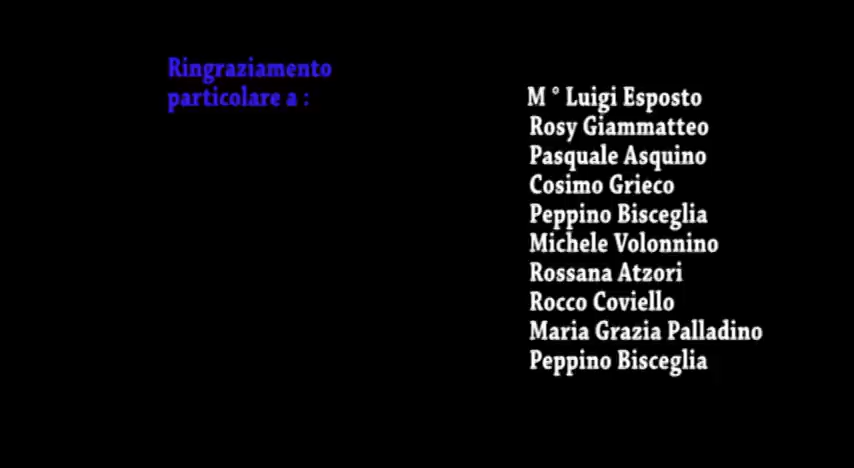 Ringraziamento
particolare a :
M ° Luigi Esposto
Rosy Giammatteo
Pasquale Asquino
Cosimo Grieco
Peppino Bisceglia
Michele Volonnino
Rossana Atzori
Rocco Coviello
Maria Grazia Palladino
Peppino Bisceglia